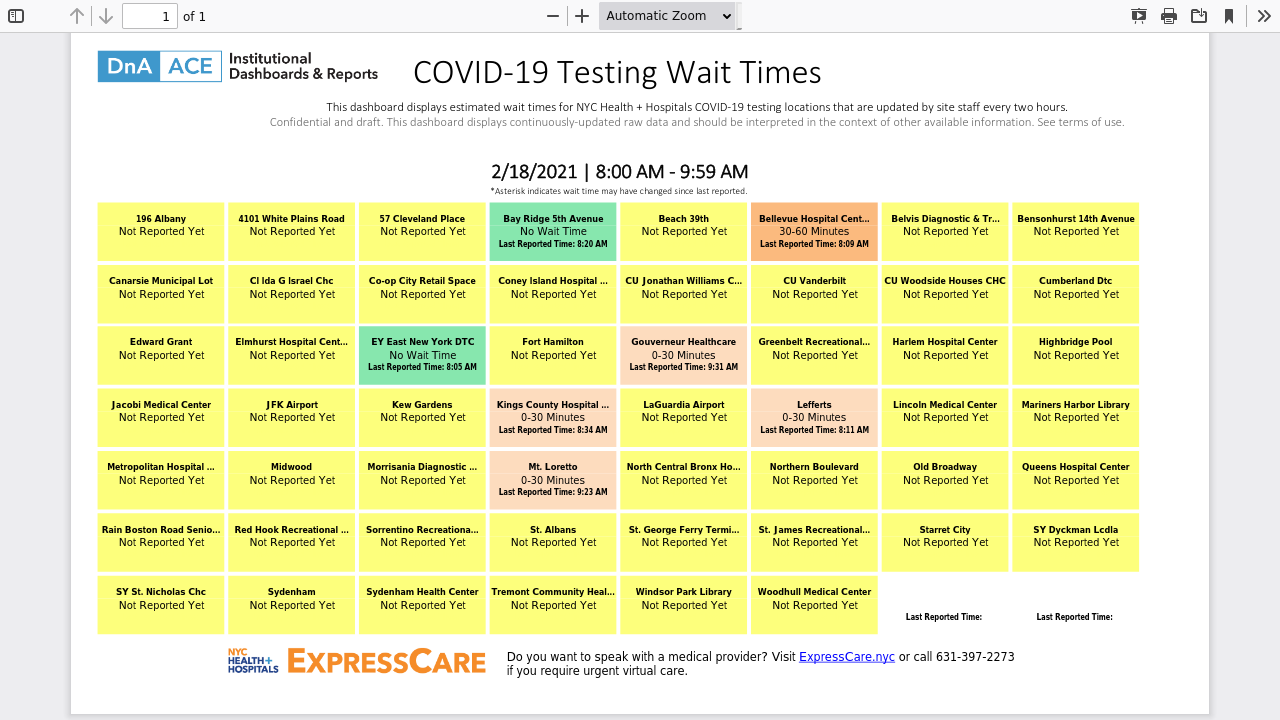 1 of 1 Automatic Zoom
DnA ACE Institutional
Dashboards & Reports
COVID-19 Testing Wait Times
This dashboard displays estimated wait times for NYC Health + Hospitals COVID-19 testing locations that are updated by site staff every two hours.
Confidential and draft. This dashboard displays continuously-updated raw data and should be interpreted in the context of other available information. See terms of use.
2/18/2021 | 8:00 AM - 9:59 AM
*Asterisk indicates wait time may have changed since last reported.
196 Albany 4101 White Plains Road 57 Cleveland Place Bay Ridge 5th Avenue Beach 39th Bellevue Hospital Cent... Belvis Diagnostic & Tr... Bensonhurst 14th Avenue
Not Reported Yet Not Reported Yet Not Reported Yet No Wait Time Not Reported Yet 30-60 Minutes Not Reported Yet Not Reported Yet
Last Reported Time: 8:20 AM Last Reported Time: 8:09 AM
Canarsie Municipal Lot CI Ida G Israel Chc Co-op City Retail Space Coney Island Hospital ... CU Jonathan Williams C... CU Vanderbilt CU Woodside Houses CHC Cumberland Dtc
Not Reported Yet Not Reported Yet Not Reported Yet Not Reported Yet Not Reported Yet Not Reported Yet Not Reported Yet Not Reported Yet
Edward Grant Elmhurst Hospital Cent... EY East New York DTC Fort Hamilton Gouverneur Healthcare Greenbelt Recreational... Harlem Hospital Center Highbridge Pool
Not Reported Yet Not Reported Yet No Wait Time Not Reported Yet 0-30 Minutes Not Reported Yet Not Reported Yet Not Reported Yet
Last Reported Time: 8:05 AM Last Reported Time: 9:31 AM
Jacobi Medical Center JFK Airport Kew Gardens Kings County Hospital ... LaGuardia Airport Lefferts Lincoln Medical Center Mariners Harbor Library
Not Reported Yet Not Reported Yet Not Reported Yet 0-30 Minutes Not Reported Yet 0-30 Minutes Not Reported Yet Not Reported Yet
Last Reported Time: 8:34 AM Last Reported Time: 8:11 AM
Metropolitan Hospital ... Midwood Morrisania Diagnostic ... Mt. Loretto North Central Bronx Ho... Northern Boulevard Old Broadway Queens Hospital Center
Not Reported Yet Not Reported Yet Not Reported Yet 0-30 Minutes Not Reported Yet Not Reported Yet Not Reported Yet Not Reported Yet
Last Reported Time: 9:23 AM
Rain Boston Road Senio... Red Hook Recreational ... Sorrentino Recreationa... St. Albans St. George Ferry Termi... St. James Recreational... Starret City SY Dyckman Lcdla
Not Reported Yet Not Reported Yet Not Reported Yet Not Reported Yet Not Reported Yet Not Reported Yet Not Reported Yet Not Reported Yet
SY St. Nicholas Chc Sydenham Sydenham Health Center Tremont Community Heal... Windsor Park Library Woodhull Medical Center
Not Reported Yet Not Reported Yet Not Reported Yet Not Reported Yet Not Reported Yet Not Reported Yet
Last Reported Time: Last Reported Time:
NYC
HEALTH+
HOSPITALS
EXPRESSCARE
Do you want to speak with a medical provider? Visit ExpressCare.nyc or call 631-397-2273
if you require urgent virtual care.